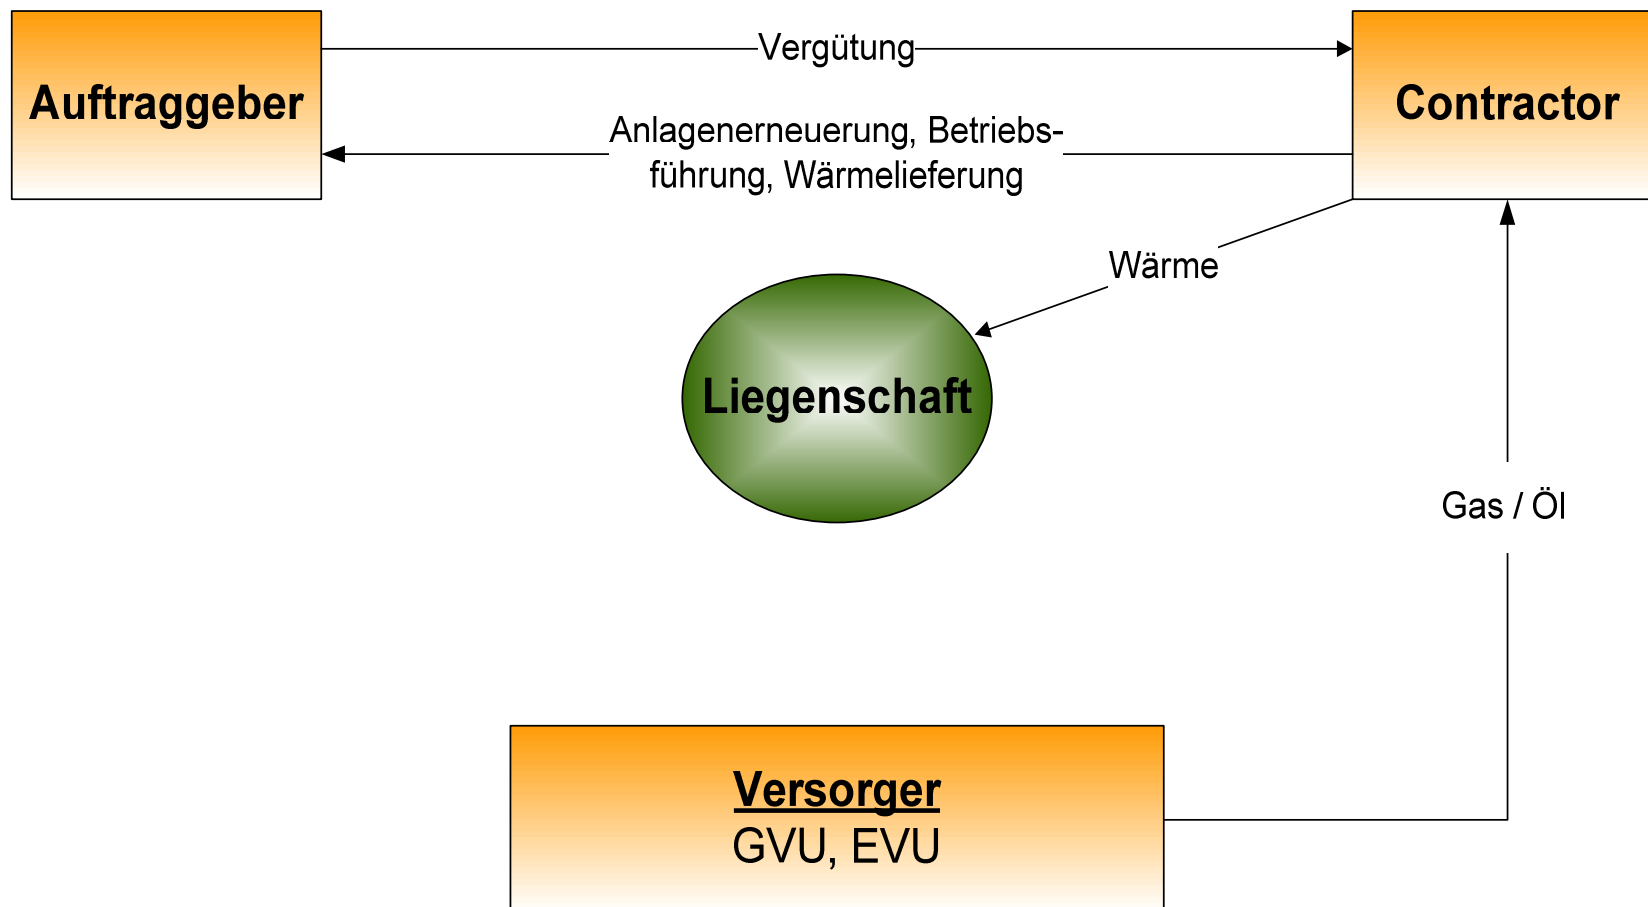 Vergütung
Auftraggeber
Contractor
Anlagenerneuerung, Betriebs-
führung, Wärmelieferung
Wärme
Liegenschaft
Gas / Öl
Versorger
GVU, EVU